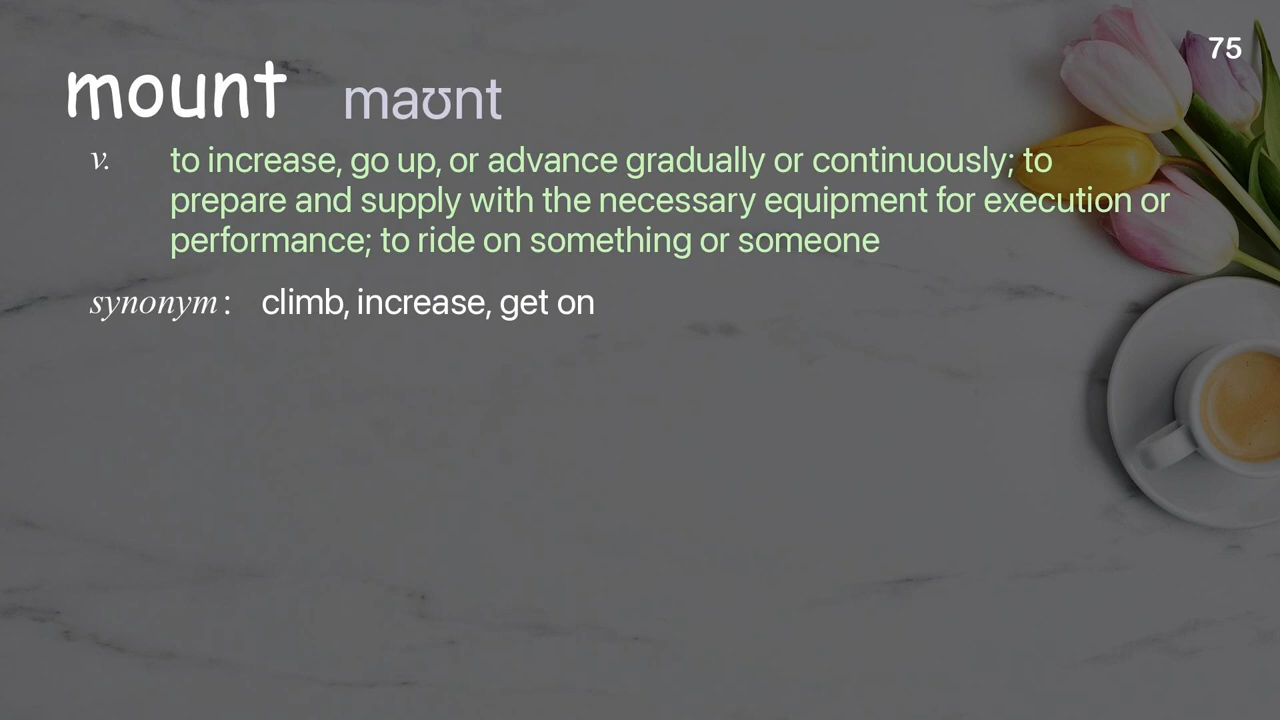 75
mount maʊnt
v. to increase, go up, or advance gradually or continuously; to
prepare and supply with the necessary equipment for execution or
performance; to ride on something or someone
synonym: climb, increase, get on